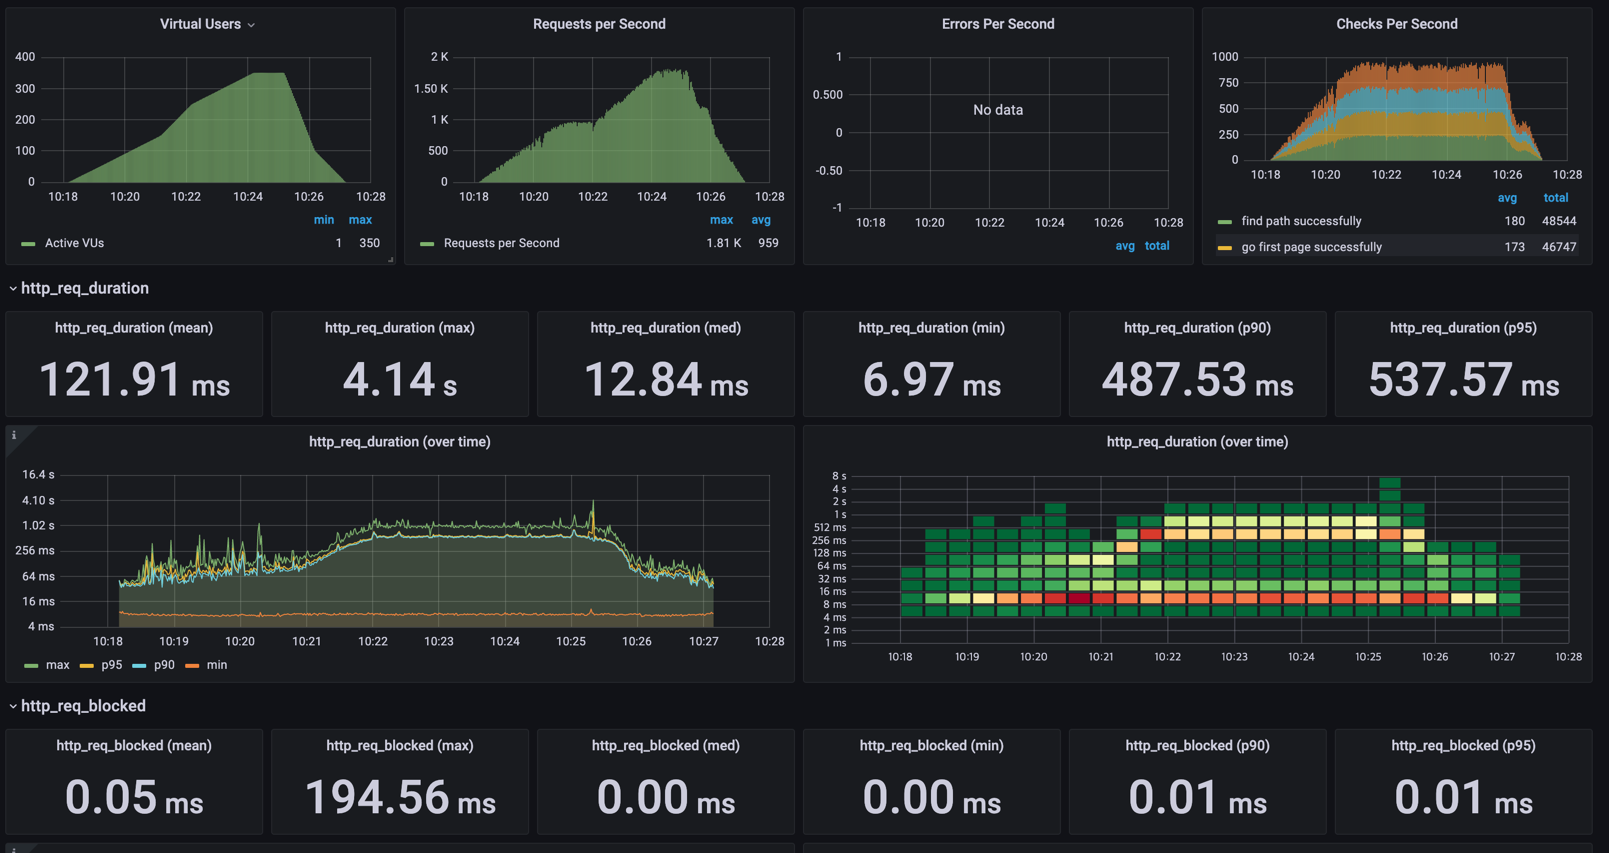 Virtual Users
Requests per Second
Errors Per Second
Checks Per Second
400
300
200
100
0
10:18 10:20 10:22 10:24 10:26 10:28
min max
Active VUs 1 350
2 K
1.50 K
1 K
500
0
10:18 10:20 10:22 10:24 10:26 10:28
max avg
Requests per Second 1.81 K 959
1
0.500
0
-0.50
-1
No data
10:18 10:20 10:22 10:24 10:26 10:28
avg total
1000
750
500
250
0
10:18 10:20 10:22 10:24 10:26 10:28
avg total
find path successfully 180 48544
go first page successfully 173 46747
http_req_duration
http_req_duration (mean)
121.91 ms
http_req_duration (max)
4.14 s
http_req_duration (med)
12.84 ms
http_req_duration (min)
6.97 ms
http_req_duration (p90)
487.53 ms
http_req_duration (p95)
537.57 ms
i
http_req_duration (over time)
16.4 s
4.10 s
1.02 s
256 ms
64 ms
16 ms
4 ms
10:18 10:19 10:20 10:21 10:22 10:23 10:24 10:25 10:26 10:27 10:28
max p95 p90 min
http_req_duration (over time)
8 s
4 s
2 s
1 s
512 ms
256 ms
128 ms
64 ms
32 ms
16 ms
8 ms
4 ms
2 ms
1 ms
10:18 10:19 10:20 10:21 10:22 10:23 10:24 10:25 10:26 10:27 10:28
http_req_blocked
http_req_blocked (mean)
0.05 ms
http_req_blocked (max)
194.56 ms
http_req_blocked (med)
0.00 ms
http_req_blocked (min)
0.00 ms
http_req_blocked (p90)
0.01 ms
http_req_blocked (p95)
0.01 ms
i